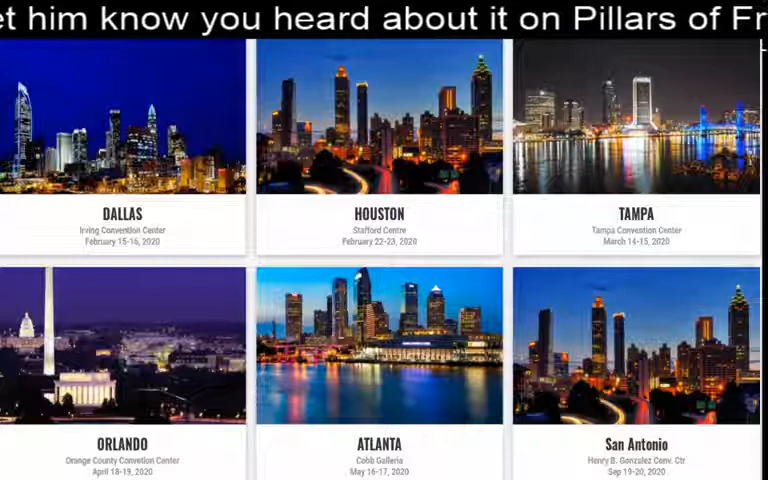 et him know you heard about it on Pillars of Fr
DALLAS
Irving Convention Center
February 15-16, 2020
HOUSTON
Stafford Centre
February 22-23, 2020
TAMPA
Tampa Convention Center
March 14-15, 2020
ORLANDO
Orange County Convetion Center
April 18-19, 2020
ATLANTA
Cobb Galleria
May 16-17, 2020
San Antonio
Henry B. Gonzalez Conv. Ctr
Sep 19-20, 2020